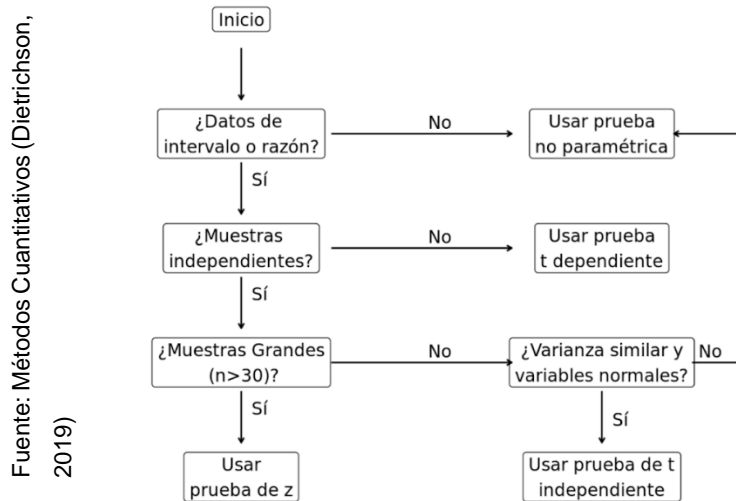 Fuente: Métodos Cuantitativos (Dietrichson,
2019)
Inicio
¿Datos de
intervalo o razón?
No
Usar prueba
no paramétrica
Sí
¿Muestras
independientes?
No
Usar prueba
t dependiente
Sí
¿Muestras Grandes
(n>30)?
No
¿Varianza similar y
variables normales?
No
Sí
Sí
Usar
prueba de z
Usar prueba de t
independiente